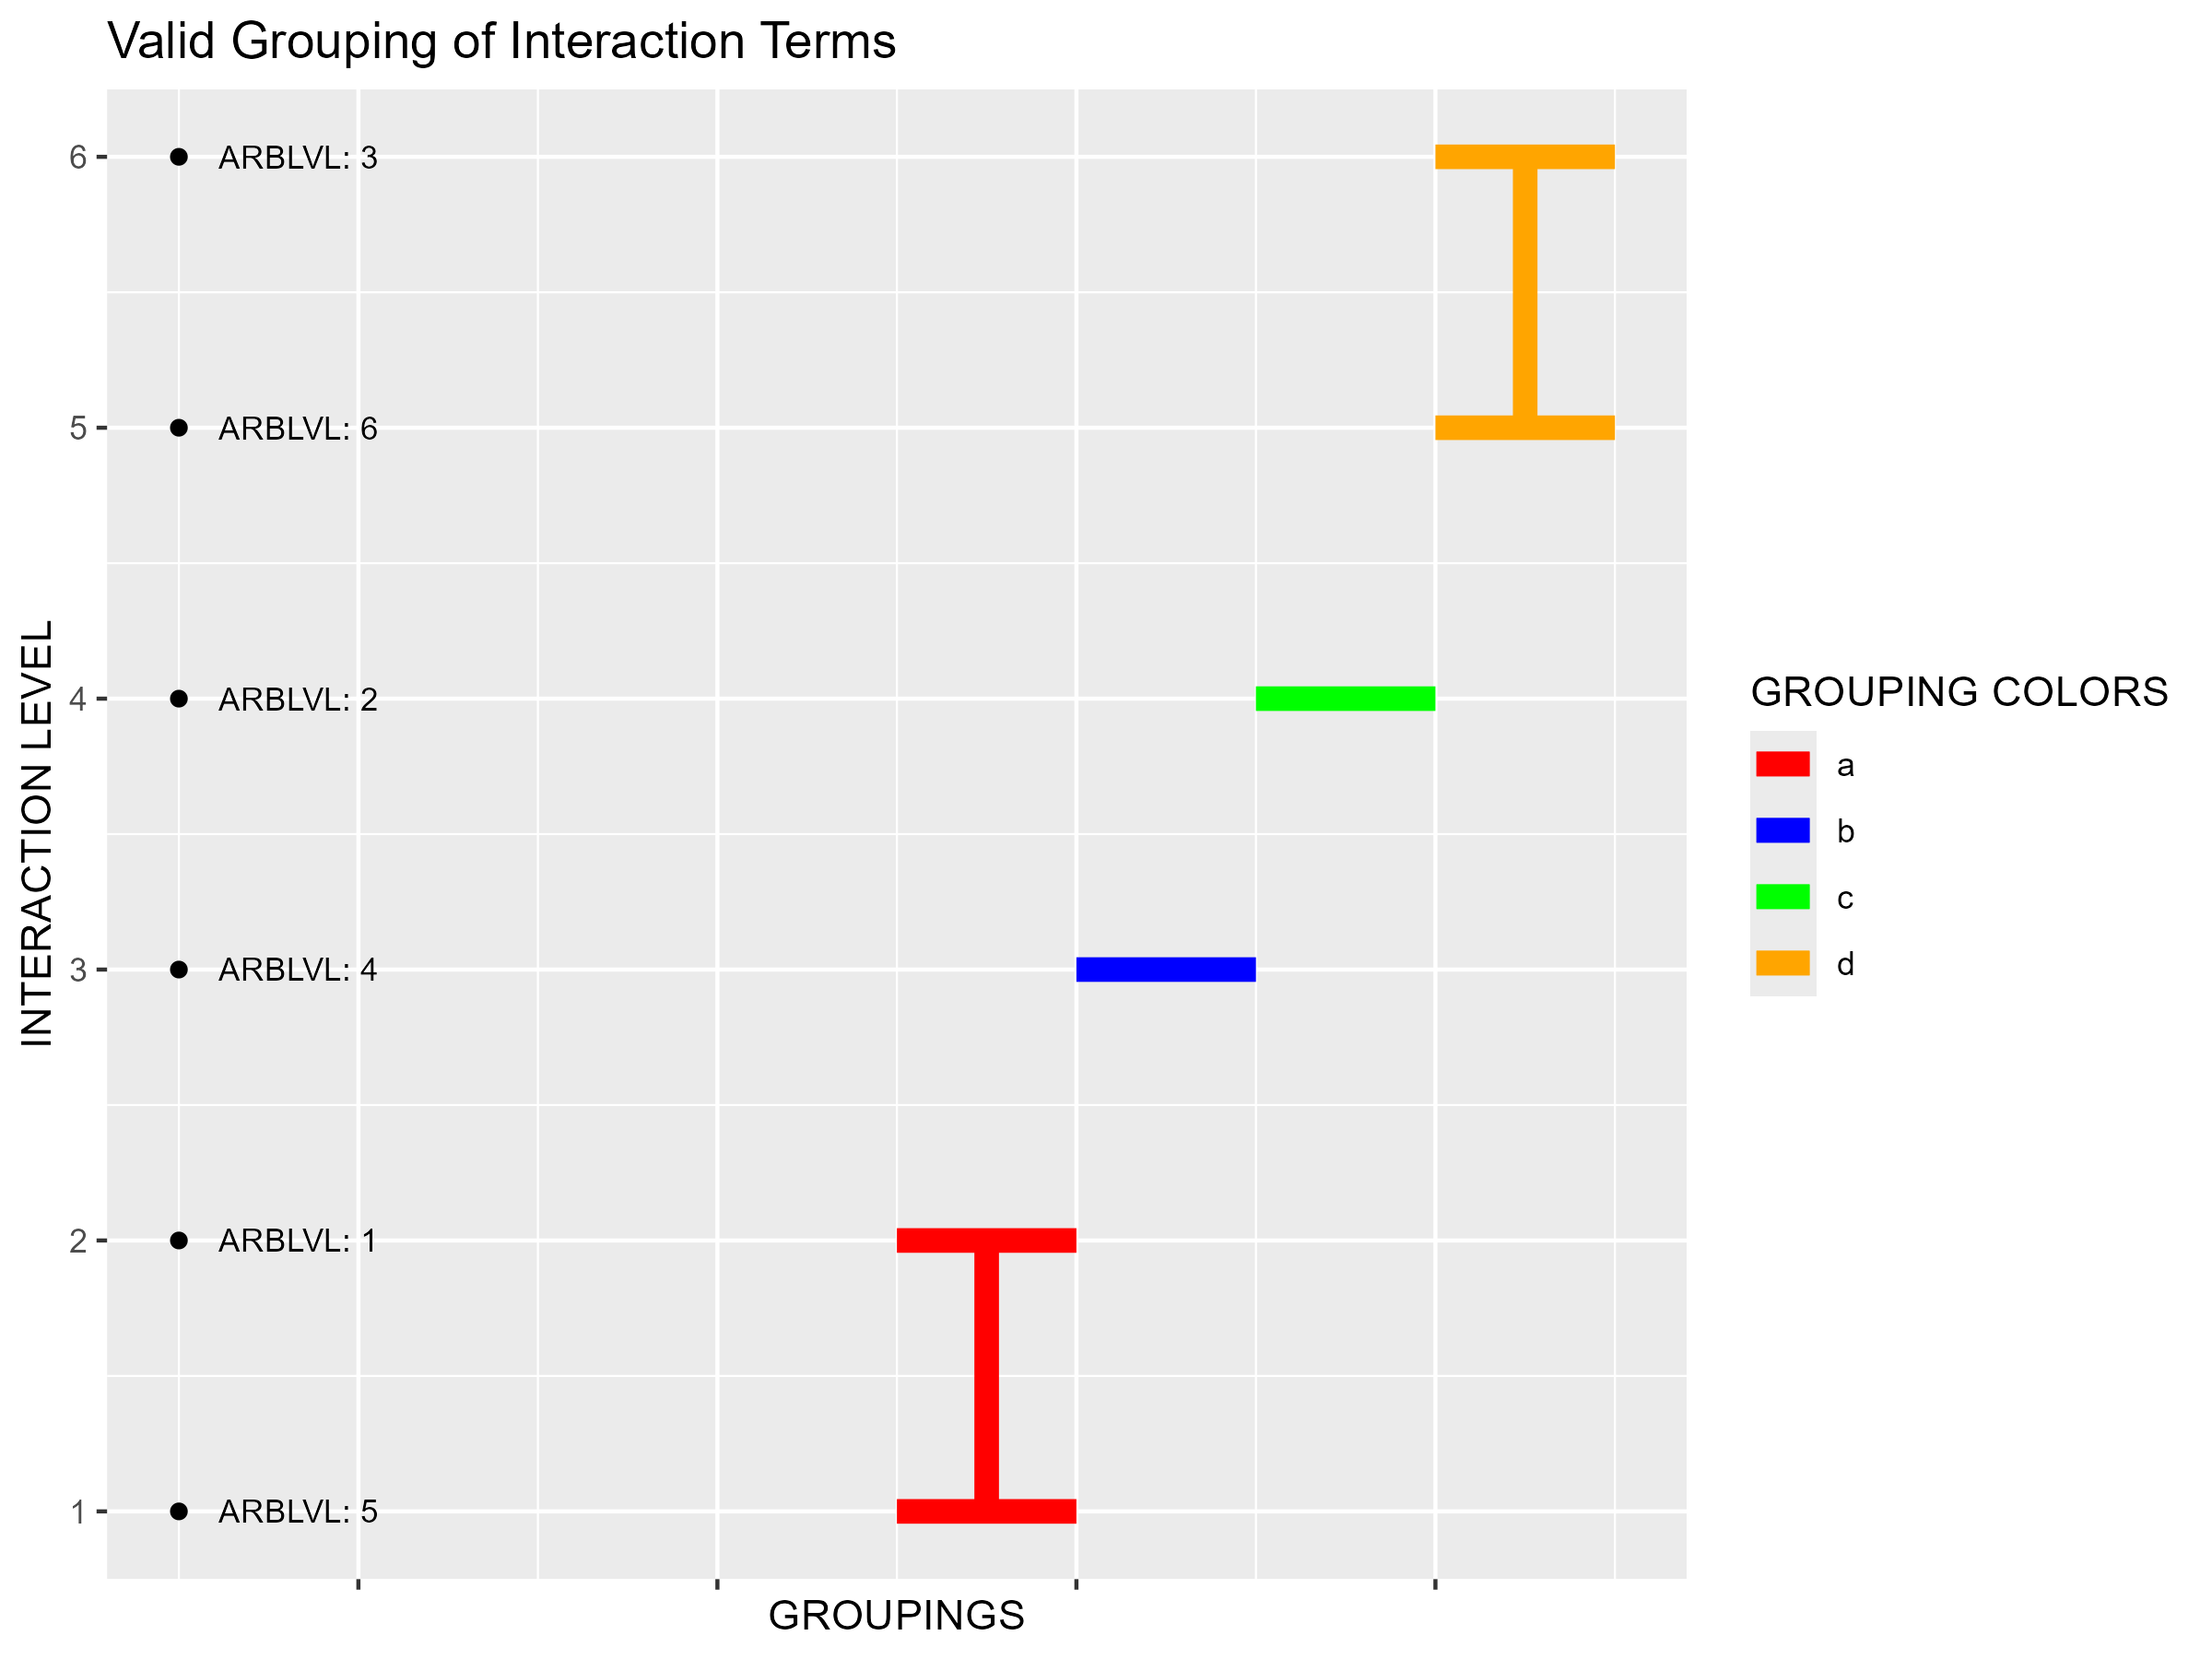 Valid Grouping of Interaction Terms
6
ARBLVL: 3
5
ARBLVL: 6
4
ARBLVL: 2
3
ARBLVL: 4
2
ARBLVL: 1
1
ARBLVL: 5
INTERACTION LEVEL
GROUPINGS
GROUPING COLORS
a
b
c
d